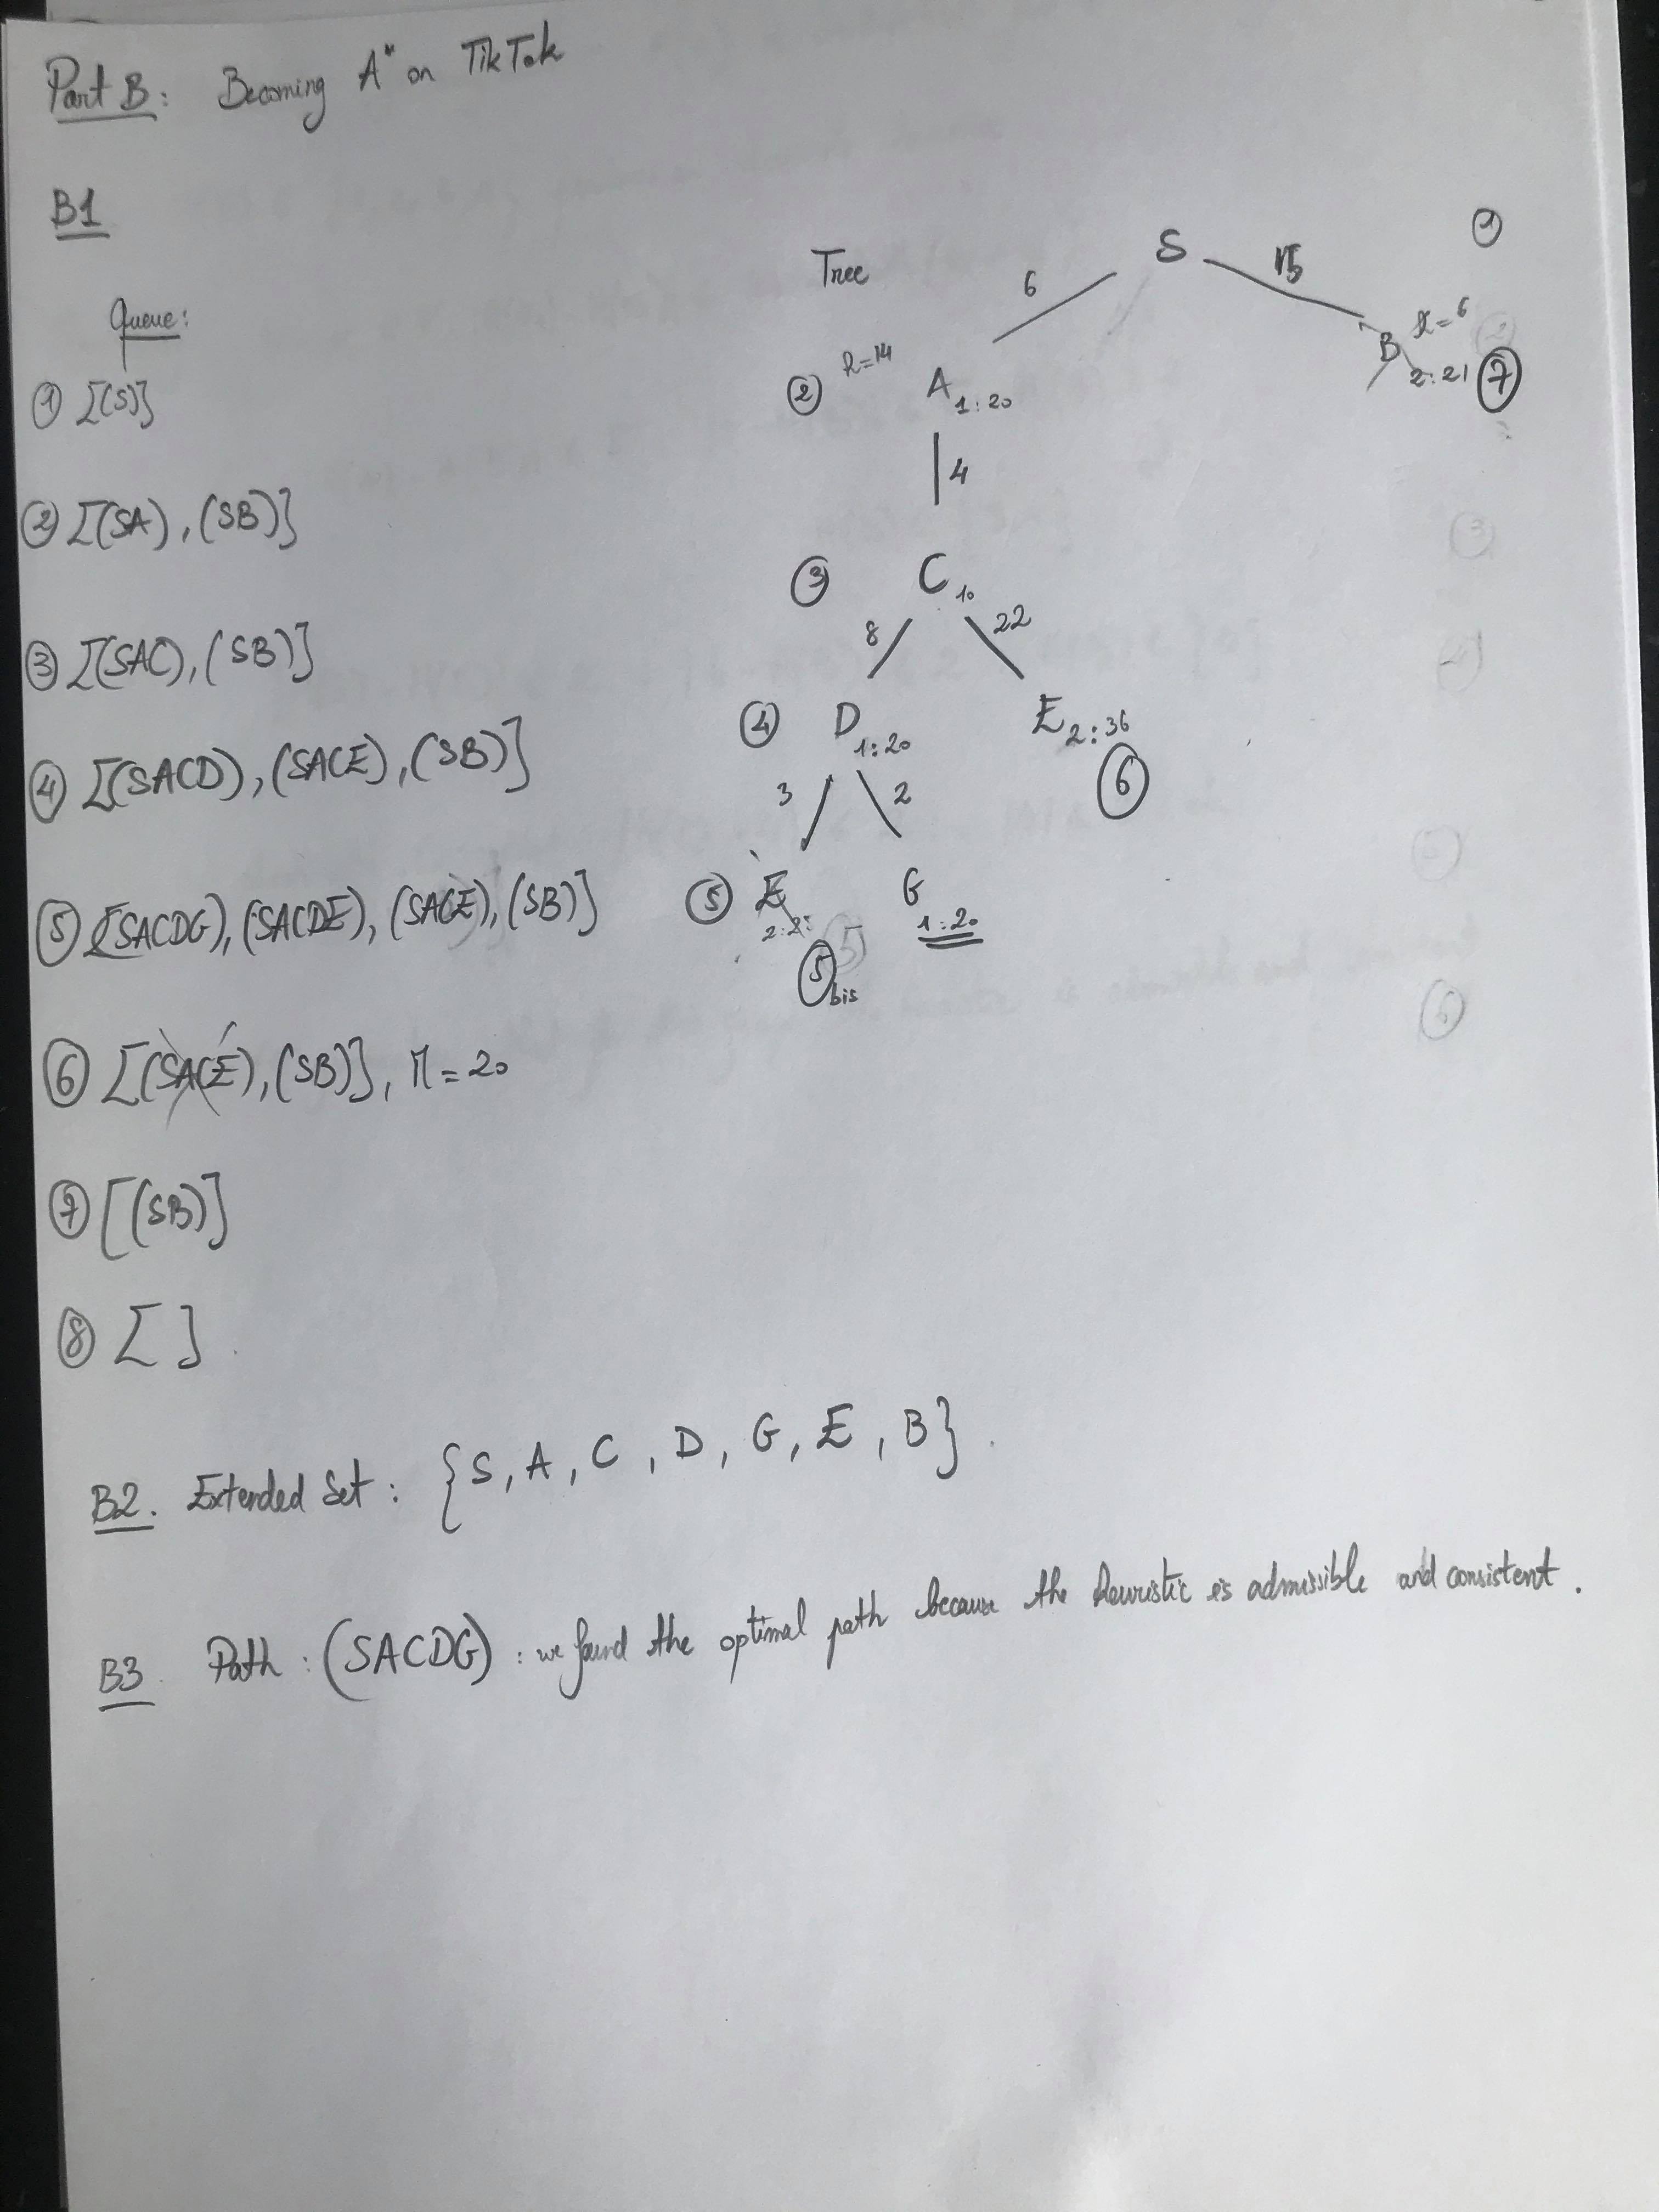 Part B: Becoming A* on TikTok
B1
Tree
S
①
6
15
Queue:
① [(S)]
② h=14 A 1:20
B h=6 2:21 ⑦
4
② [(SA), (SB)]
③ C 10
8
22
③ [(SAC), (SB)]
④ D 1:20
E 2:36
⑥
④ [(SACD), (SACE), (SB)]
3
2
⑤ [(SACDG), (SACDE), (SACE), (SB)]
⑤ E
G
1:20
⑤ bis
⑥ [(SACE), (SB)], M=20
⑦ [(SB)]
⑧ [ ]
B2. Extended Set: {S, A, C, D, G, E, B}.
B3 Path: (SACDG): we found the optimal path because the heuristic is admissible and consistent.